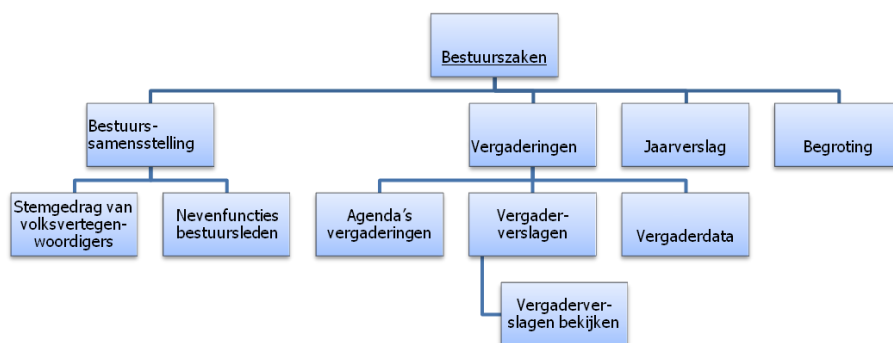 Bestuurszaken
Bestuurs-
samensstelling
Vergaderingen
Jaarverslag
Begroting
Stemgedrag van
volksvertegen-
woordigers
Nevenfuncties
bestuursleden
Agenda's
vergaderingen
Vergader-
verslagen
Vergaderdata
Vergaderver-
slagen bekijken